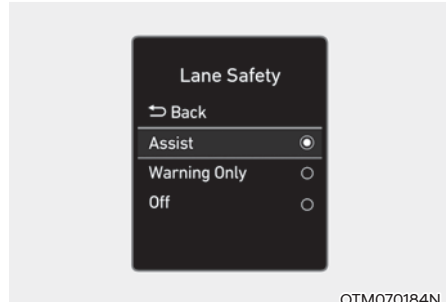 Lane Safety
Back
Assist
Warning Only
Off
OTM070184N